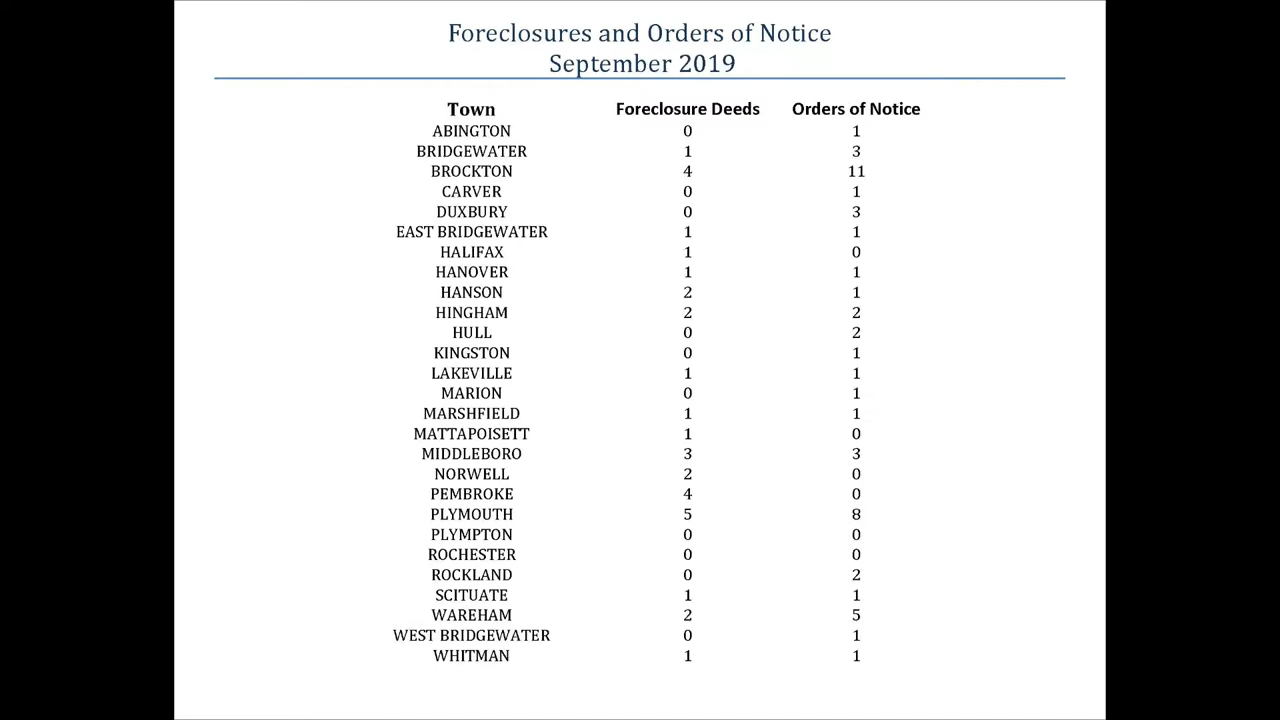 Foreclosures and Orders of Notice
September 2019
Town Foreclosure Deeds Orders of Notice
ABINGTON 0 1
BRIDGEWATER 1 3
BROCKTON 4 11
CARVER 0 1
DUXBURY 0 3
EAST BRIDGEWATER 1 1
HALIFAX 1 0
HANOVER 1 1
HANSON 2 1
HINGHAM 2 2
HULL 0 2
KINGSTON 0 1
LAKEVILLE 1 1
MARION 0 1
MARSHFIELD 1 1
MATTAPOISETT 1 0
MIDDLEBORO 3 3
NORWELL 2 0
PEMBROKE 4 0
PLYMOUTH 5 8
PLYMPTON 0 0
ROCHESTER 0 0
ROCKLAND 0 2
SCITUATE 1 1
WAREHAM 2 5
WEST BRIDGEWATER 0 1
WHITMAN 1 1